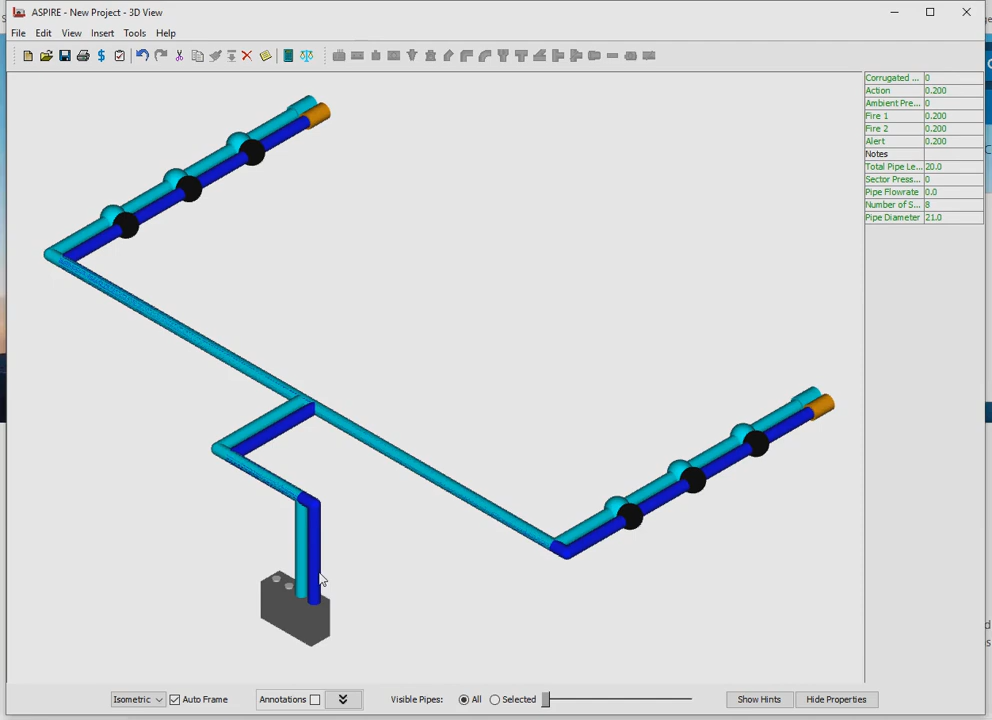 ASPIRE - New Project - 3D View
File Edit View Insert Tools Help
Corrugated ... 0
Action 0.200
Ambient Pre... 0
Fire 1 0.200
Fire 2 0.200
Alert 0.200
Notes
Total Pipe Le... 20.0
Sector Press... 0
Pipe Flowrate 0.0
Number of S... 8
Pipe Diameter 21.0
Isometric Auto Frame Annotations Visible Pipes: All Selected Show Hints Hide Properties